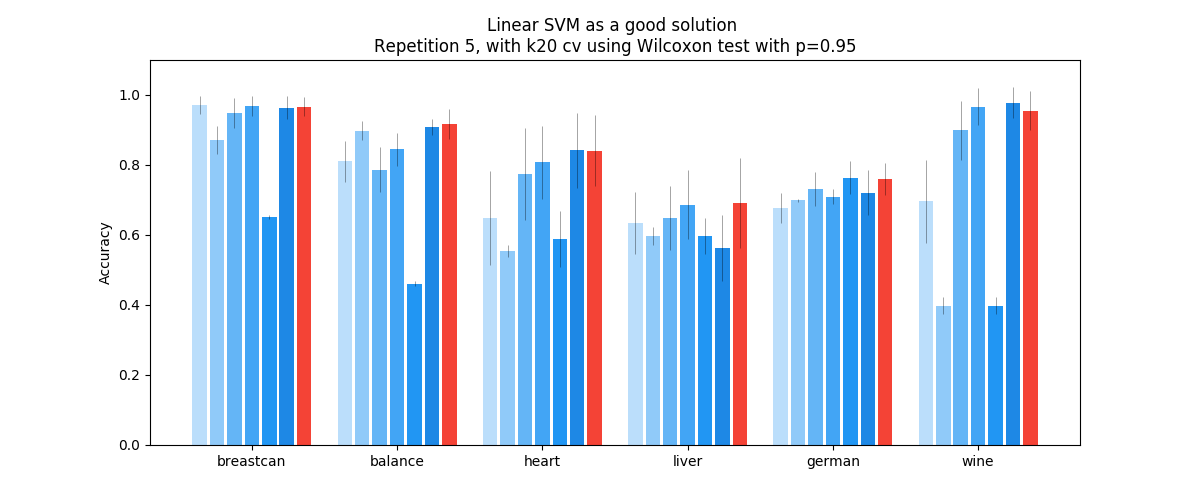 Linear SVM as a good solution
Repetition 5, with k20 cv using Wilcoxon test with p=0.95
Accuracy
1.0
0.8
0.6
0.4
0.2
0.0
breastcan balance heart liver german wine